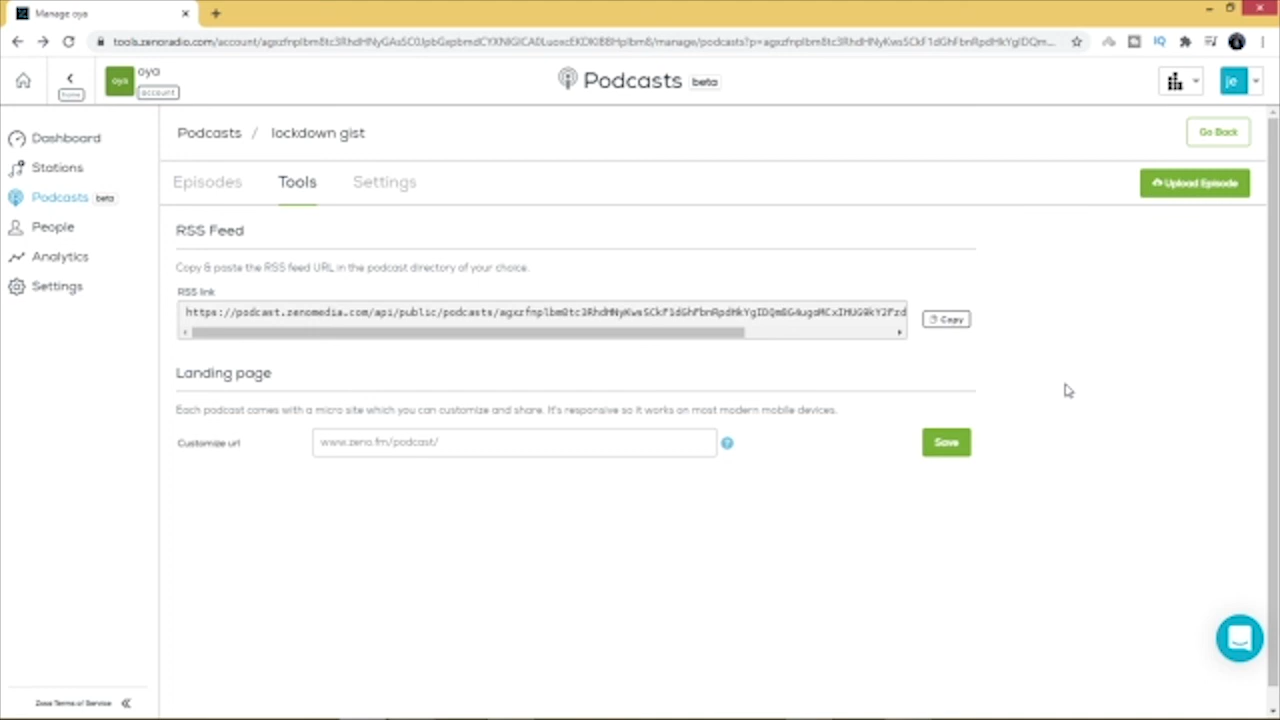 Manage oya
oya
home
oya
account
Podcasts beta
je
Dashboard
Stations
Podcasts beta
People
Analytics
Settings
Podcasts / lockdown gist
Go Back
Episodes Tools Settings
Upload Episode
RSS Feed
Copy & paste the RSS feed URL in the podcast directory of your choice.
RSS link
Copy
Landing page
Each podcast comes with a micro site which you can customize and share. It's responsive so it works on most modern mobile devices.
Customize url
www.zeno.fm/podcast/
?
Save
Zeno Terms of Service